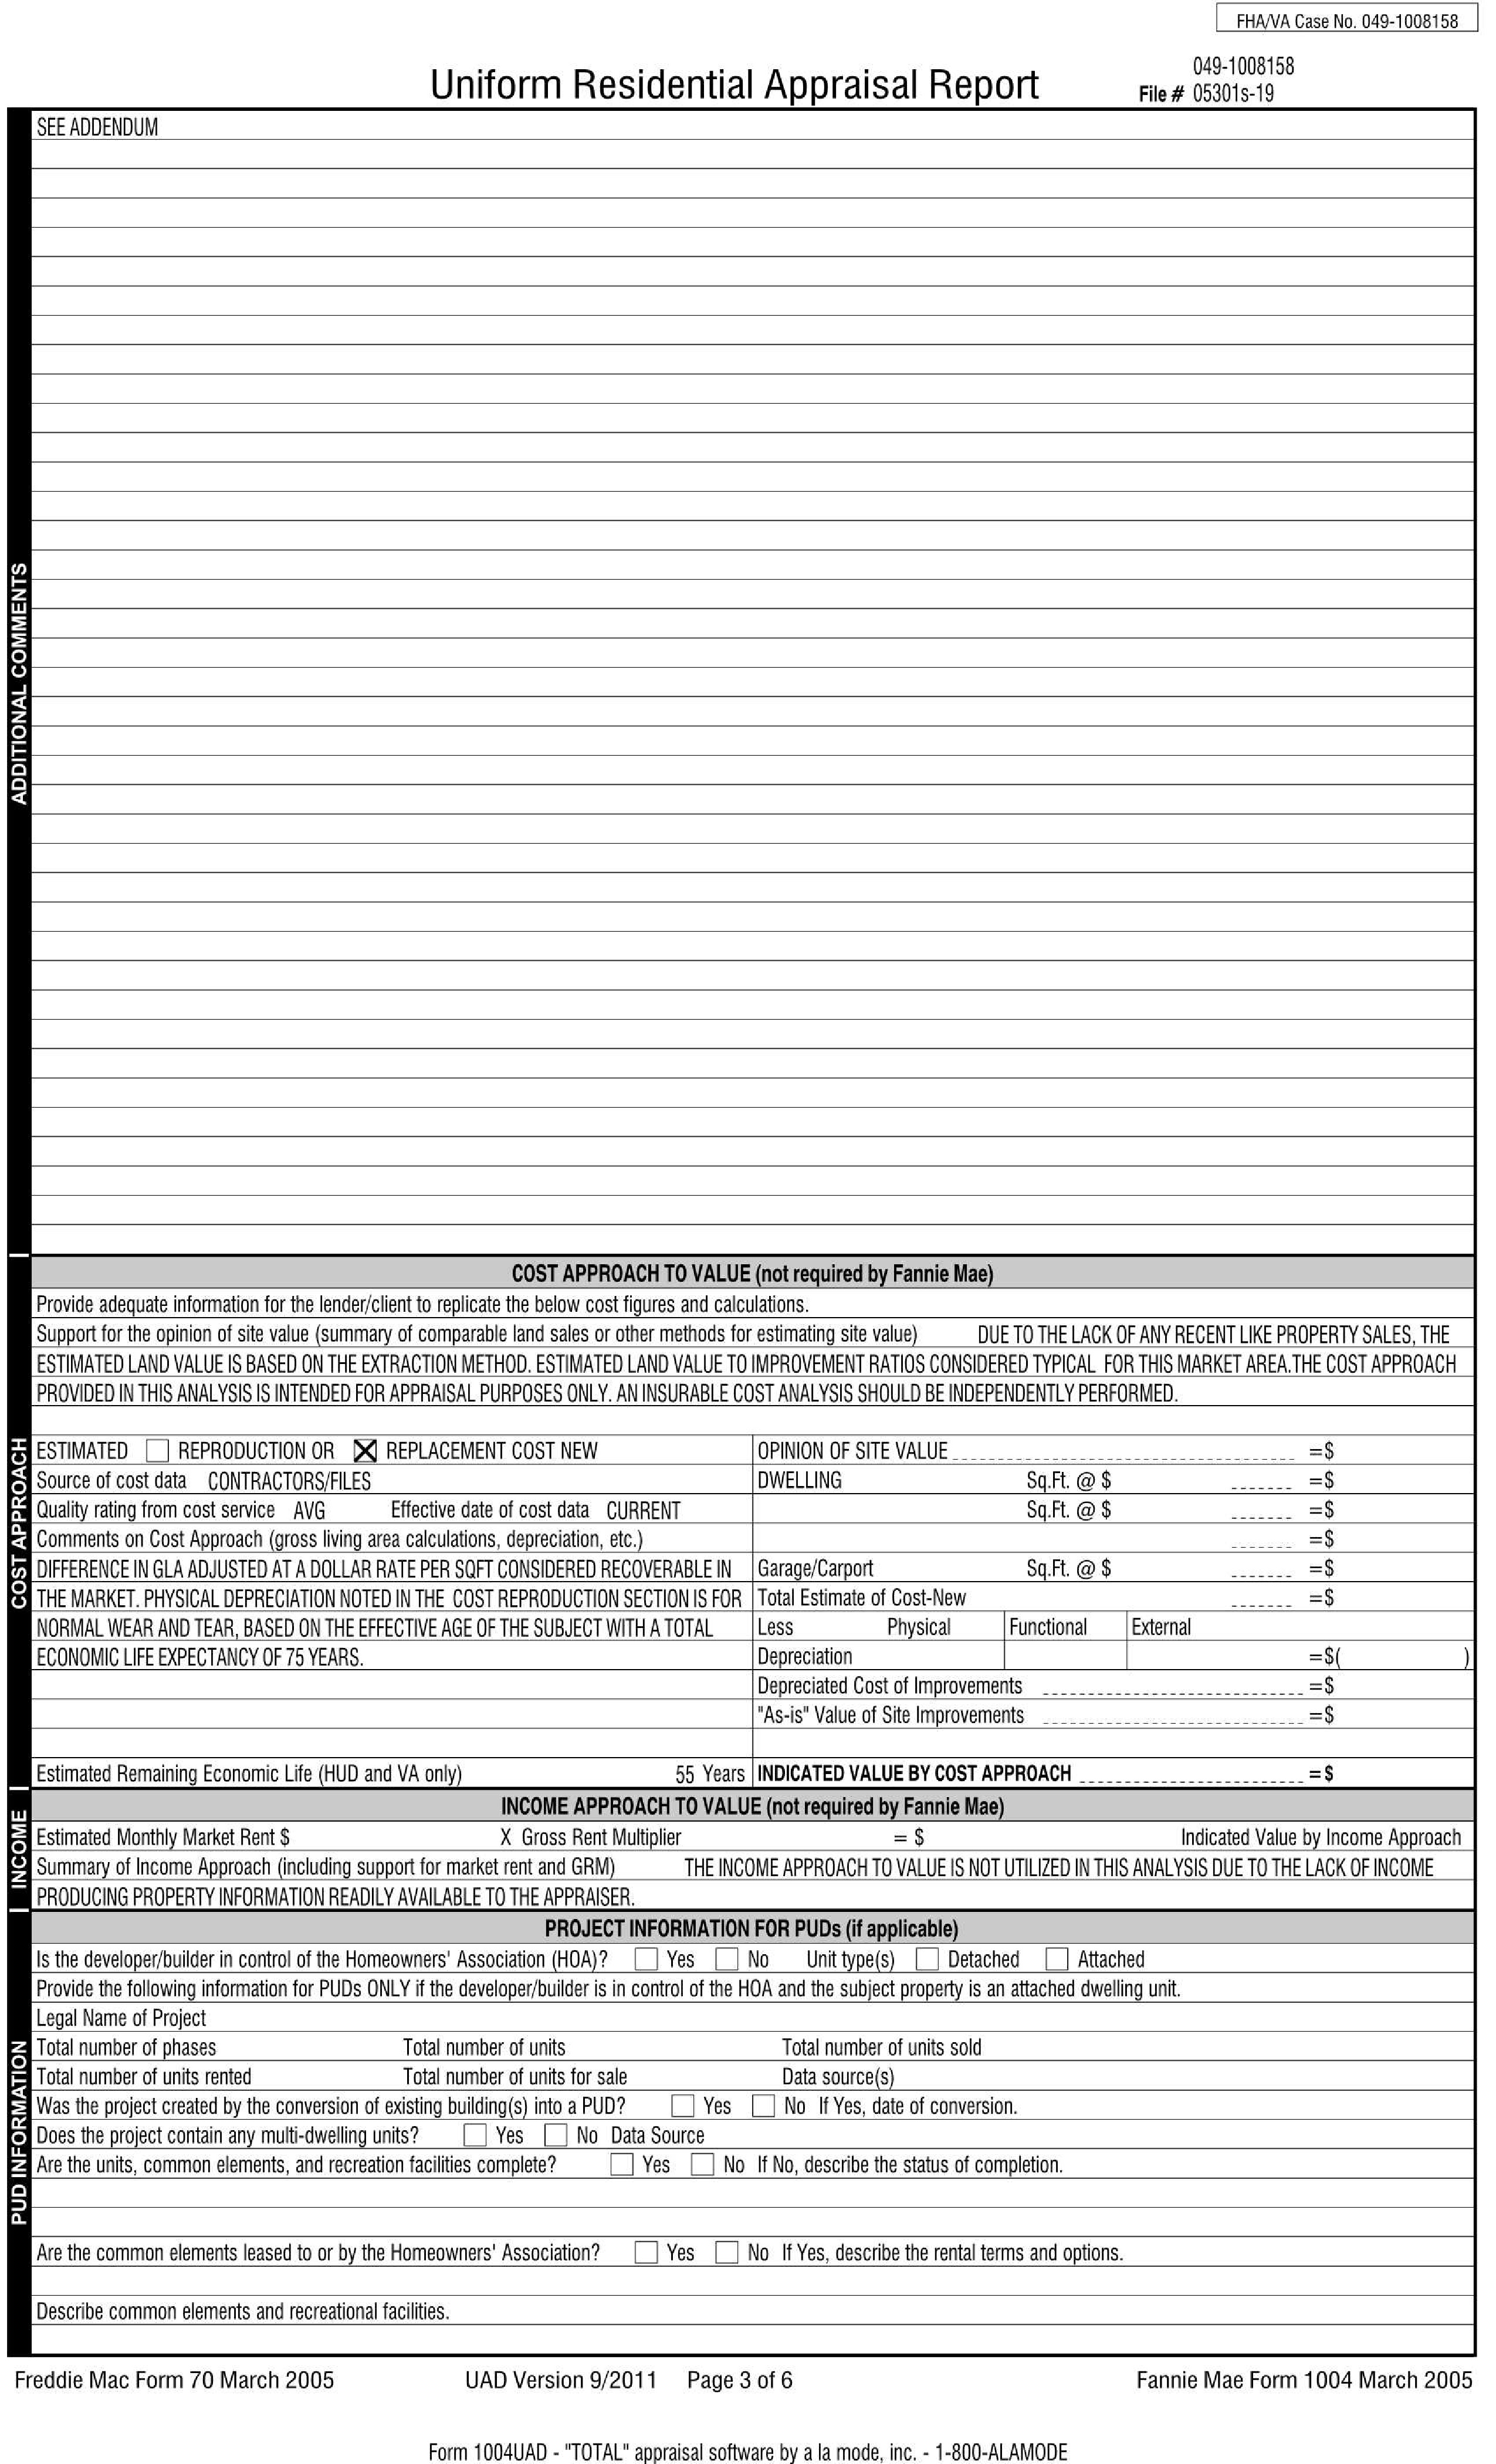 FHA/VA Case No. 049-1008158
049-1008158
Uniform Residential Appraisal Report File # 05301s-19
SEE ADDENDUM
ADDITIONAL COMMENTS
COST APPROACH TO VALUE (not required by Fannie Mae)
Provide adequate information for the lender/client to replicate the below cost figures and calculations.
Support for the opinion of site value (summary of comparable land sales or other methods for estimating site value) DUE TO THE LACK OF ANY RECENT LIKE PROPERTY SALES, THE
ESTIMATED LAND VALUE IS BASED ON THE EXTRACTION METHOD. ESTIMATED LAND VALUE TO IMPROVEMENT RATIOS CONSIDERED TYPICAL FOR THIS MARKET AREA.THE COST APPROACH
PROVIDED IN THIS ANALYSIS IS INTENDED FOR APPRAISAL PURPOSES ONLY. AN INSURABLE COST ANALYSIS SHOULD BE INDEPENDENTLY PERFORMED.
COST APPROACH
ESTIMATED REPRODUCTION OR X REPLACEMENT COST NEW OPINION OF SITE VALUE =$
Source of cost data CONTRACTORS/FILES DWELLING Sq.Ft. @ $ =$
Quality rating from cost service AVG Effective date of cost data CURRENT Sq.Ft. @ $ =$
Comments on Cost Approach (gross living area calculations, depreciation, etc.) =$
DIFFERENCE IN GLA ADJUSTED AT A DOLLAR RATE PER SQFT CONSIDERED RECOVERABLE IN Garage/Carport Sq.Ft. @ $ =$
THE MARKET. PHYSICAL DEPRECIATION NOTED IN THE COST REPRODUCTION SECTION IS FOR Total Estimate of Cost-New =$
NORMAL WEAR AND TEAR, BASED ON THE EFFECTIVE AGE OF THE SUBJECT WITH A TOTAL Less Physical Functional External
ECONOMIC LIFE EXPECTANCY OF 75 YEARS. Depreciation =$( )
Depreciated Cost of Improvements =$
"As-is" Value of Site Improvements =$
Estimated Remaining Economic Life (HUD and VA only) 55 Years INDICATED VALUE BY COST APPROACH =$
INCOME
INCOME APPROACH TO VALUE (not required by Fannie Mae)
Estimated Monthly Market Rent $ X Gross Rent Multiplier = $ Indicated Value by Income Approach
Summary of Income Approach (including support for market rent and GRM) THE INCOME APPROACH TO VALUE IS NOT UTILIZED IN THIS ANALYSIS DUE TO THE LACK OF INCOME
PRODUCING PROPERTY INFORMATION READILY AVAILABLE TO THE APPRAISER.
PROJECT INFORMATION FOR PUDs (if applicable)
Is the developer/builder in control of the Homeowners' Association (HOA)? Yes No Unit type(s) Detached Attached
Provide the following information for PUDs ONLY if the developer/builder is in control of the HOA and the subject property is an attached dwelling unit.
Legal Name of Project
Total number of phases Total number of units Total number of units sold
Total number of units rented Total number of units for sale Data source(s)
Was the project created by the conversion of existing building(s) into a PUD? Yes No If Yes, date of conversion.
Does the project contain any multi-dwelling units? Yes No Data Source
Are the units, common elements, and recreation facilities complete? Yes No If No, describe the status of completion.
PUD INFORMATION
Are the common elements leased to or by the Homeowners' Association? Yes No If Yes, describe the rental terms and options.
Describe common elements and recreational facilities.
Freddie Mac Form 70 March 2005 UAD Version 9/2011 Page 3 of 6 Fannie Mae Form 1004 March 2005
Form 1004UAD - "TOTAL" appraisal software by a la mode, inc. - 1-800-ALAMODE